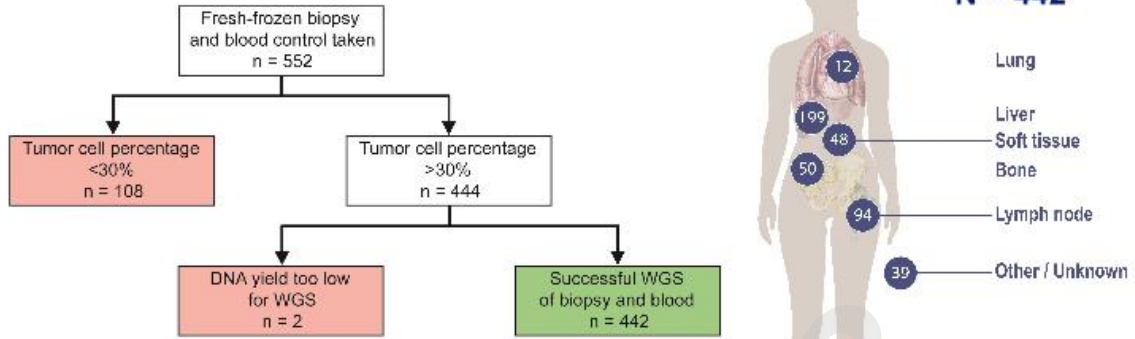 Fresh-frozen biopsy
and blood control taken
n = 552
Tumor cell percentage
<30%
n = 108
Tumor cell percentage
>30%
n = 444
DNA yield too low
for WGS
n = 2
Successful WGS
of biopsy and blood
n = 442
N = 442
12
Lung
199
Liver
48
Soft tissue
50
Bone
94
Lymph node
39
Other / Unknown